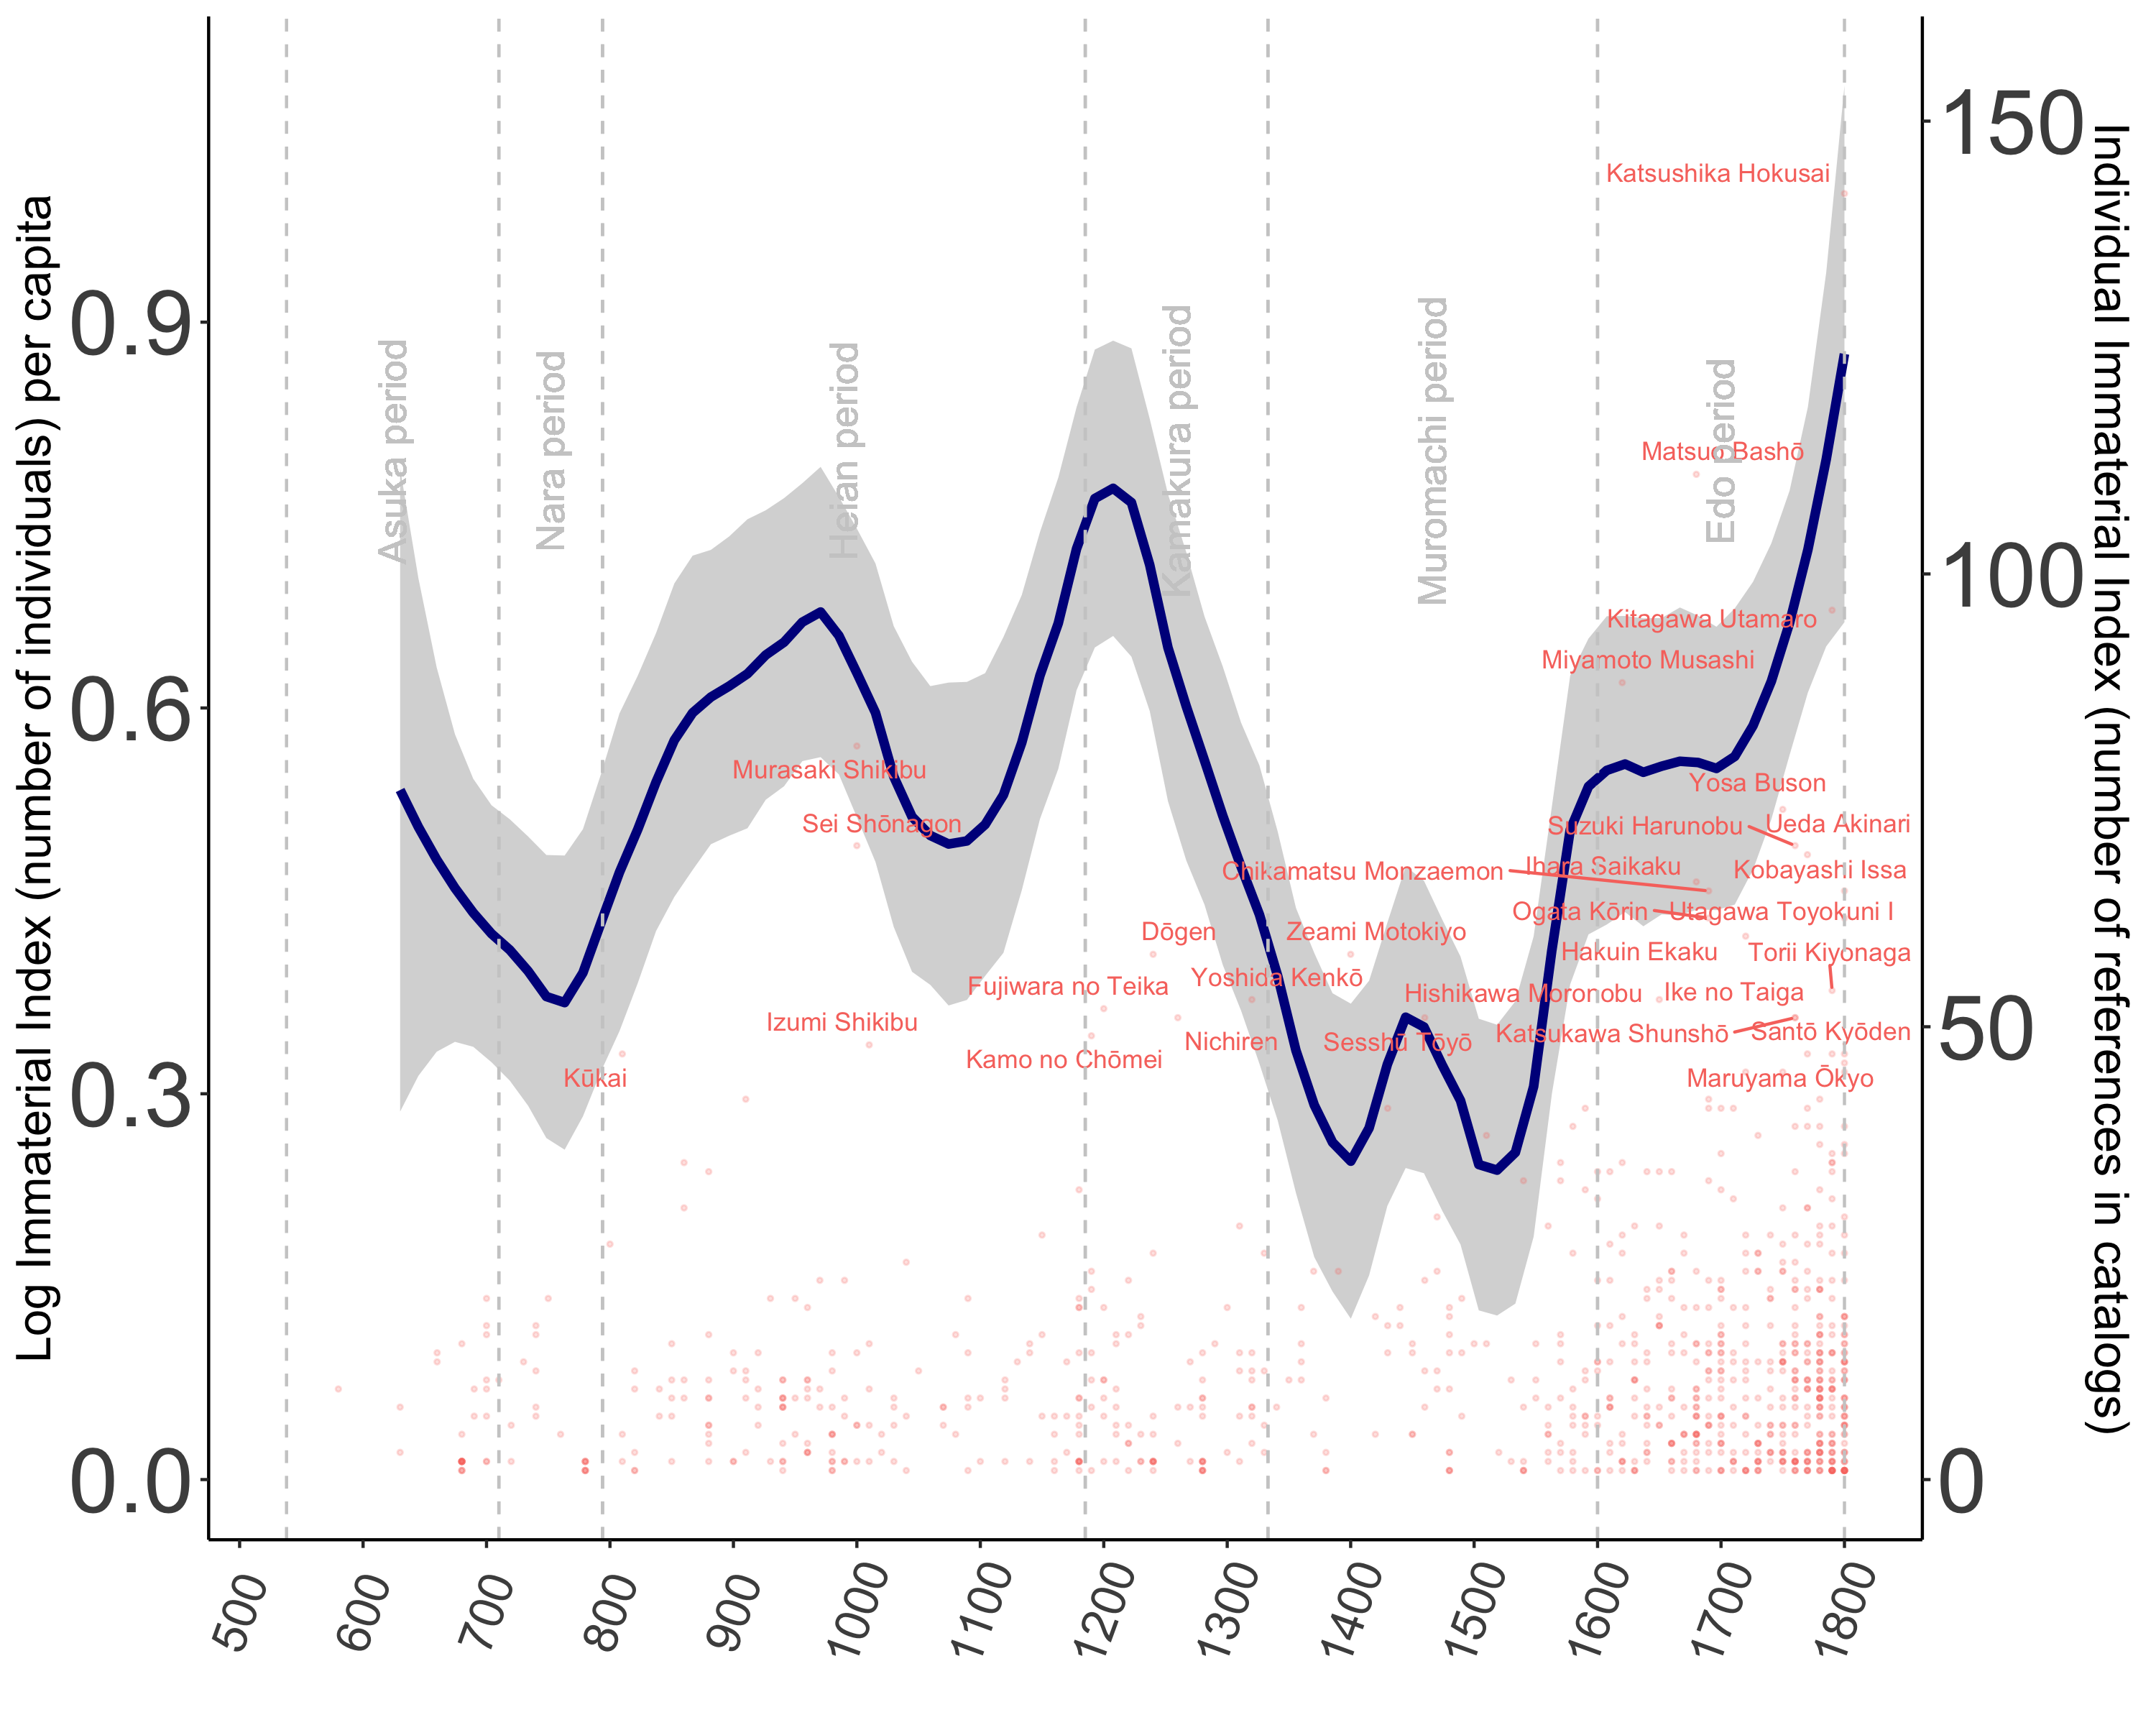 Log Immaterial Index (number of individuals) per capita
0.9
0.6
0.3
0.0
Asuka period
Nara period
Heian period
Kamakura period
Muromachi period
Edo period
Katsushika Hokusai
Matsuo Bashō
Kitagawa Utamaro
Miyamoto Musashi
Murasaki Shikibu
Yosa Buson
Sei Shōnagon
Suzuki Harunobu
Ueda Akinari
Chikamatsu Monzaemon
Ihara Saikaku
Kobayashi Issa
Ogata Kōrin
Utagawa Toyokuni I
Dōgen
Zeami Motokiyo
Hakuin Ekaku
Torii Kiyonaga
Fujiwara no Teika
Yoshida Kenkō
Hishikawa Moronobu
Ike no Taiga
Izumi Shikibu
Nichiren
Sesshū Tōyō
Katsukawa Shunshō
Santō Kyōden
Kamo no Chōmei
Kūkai
Maruyama Ōkyo
150
100
50
0
Individual Immaterial Index (number of references in catalogs)
500
600
700
800
900
1000
1100
1200
1300
1400
1500
1600
1700
1800